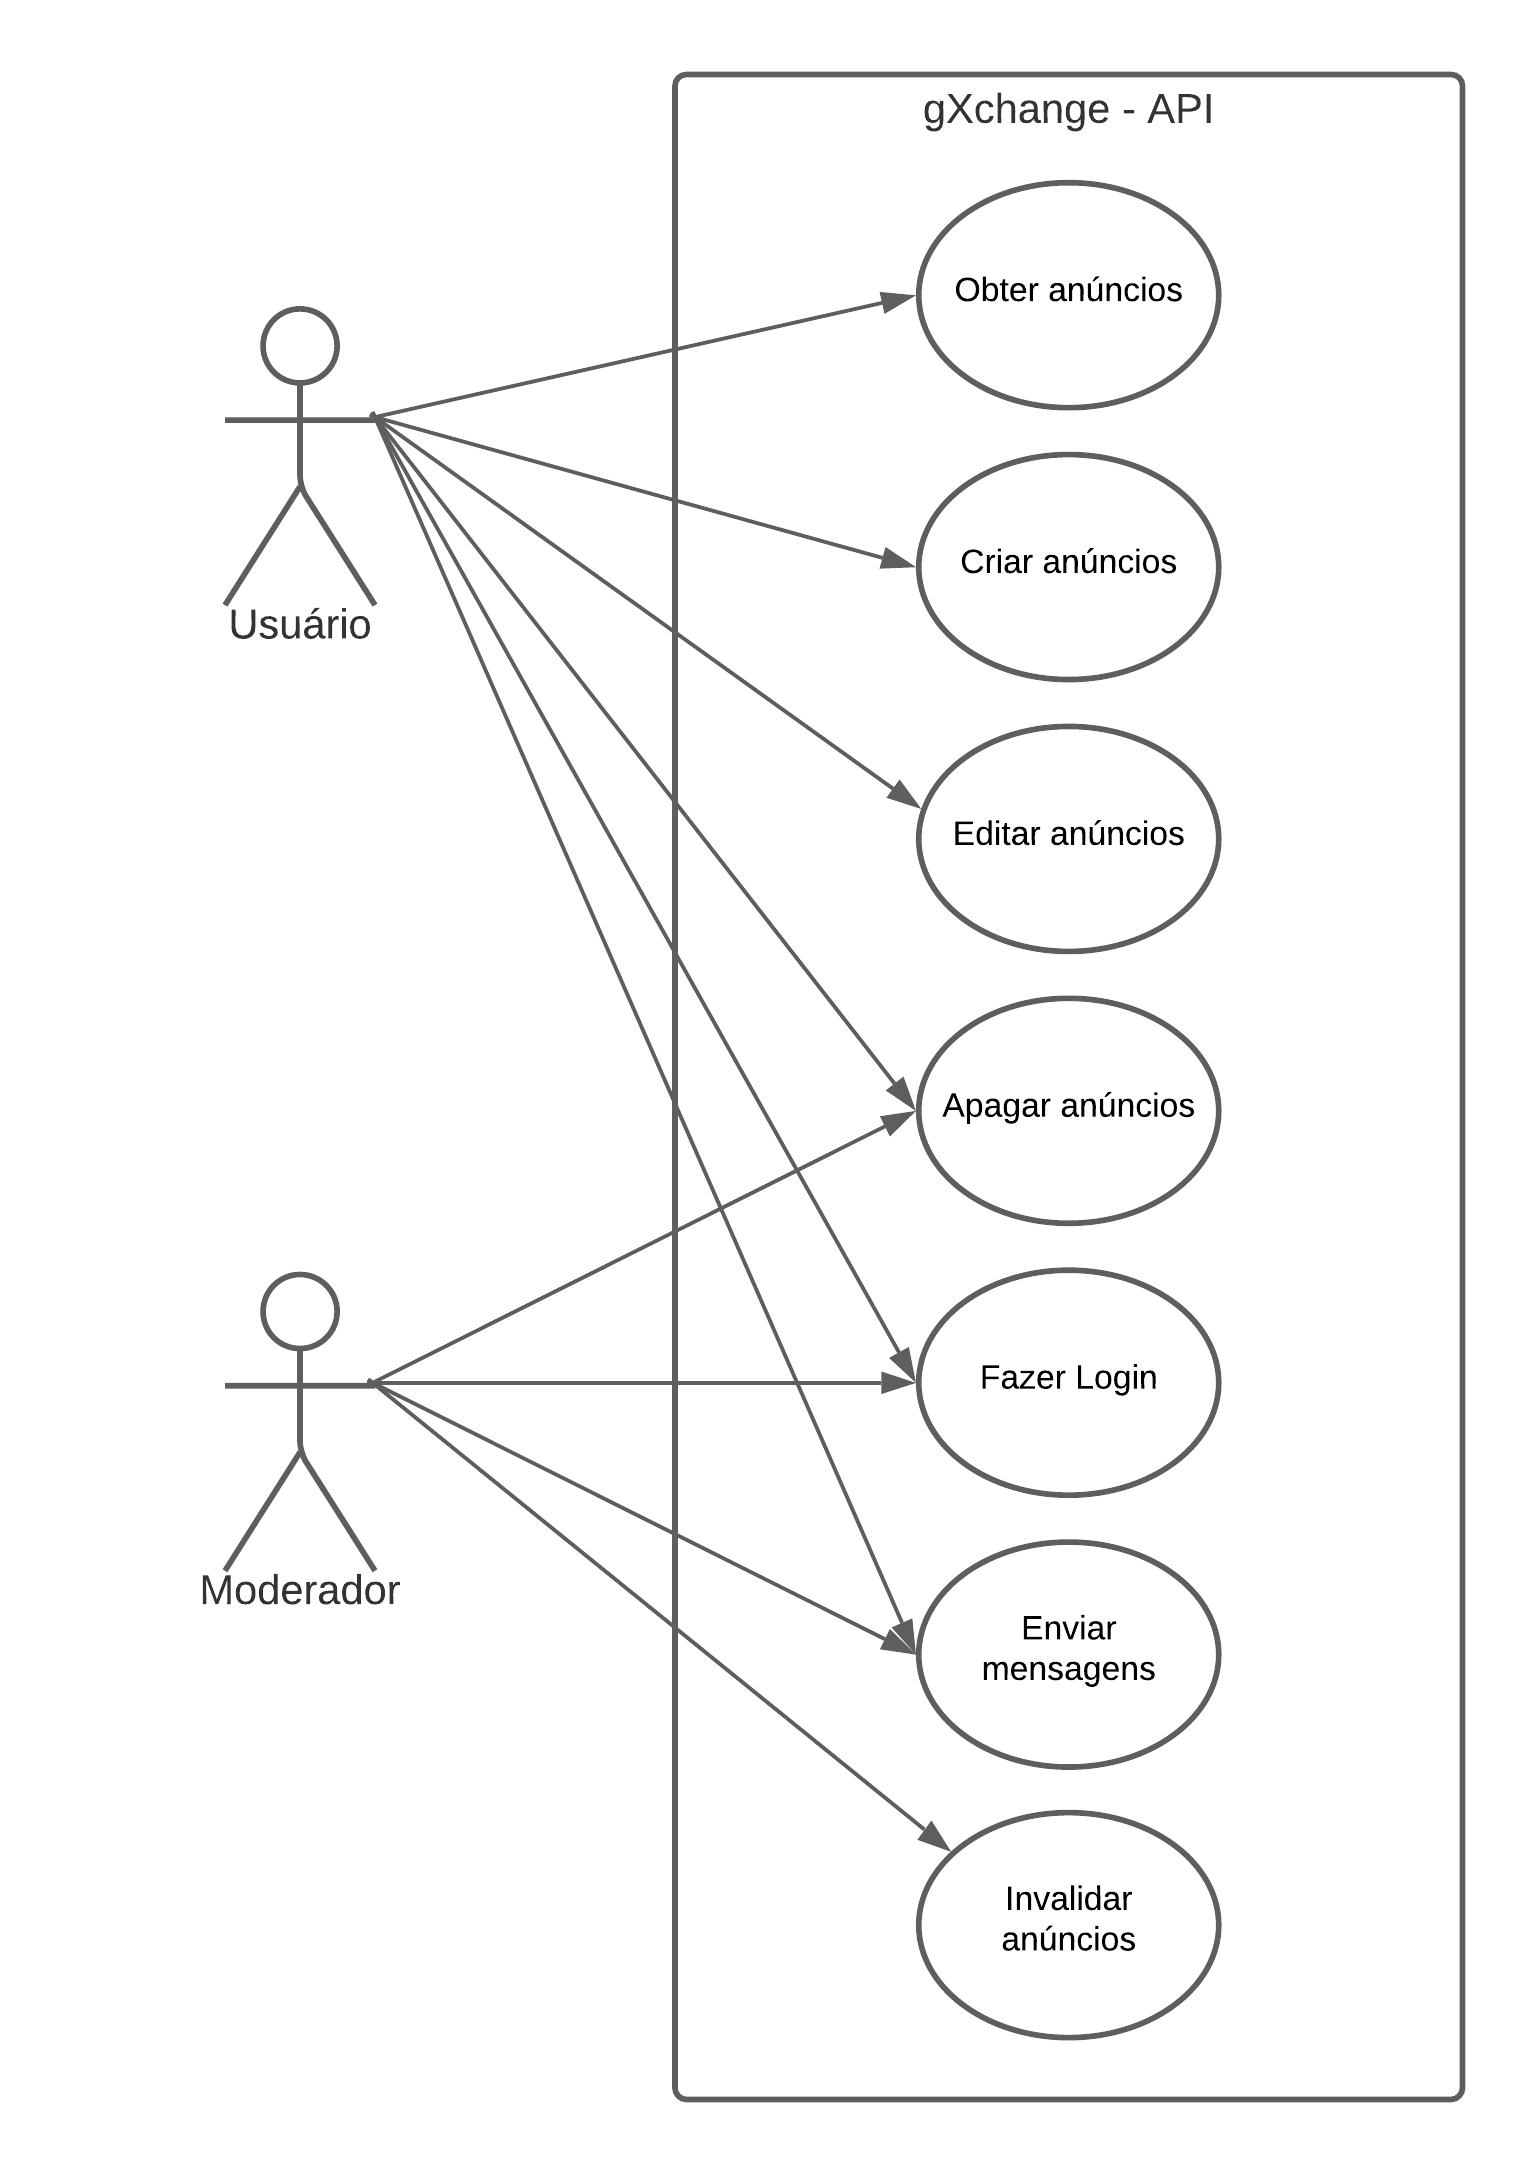 gXchange - API
Obter anúncios
Usuário
Criar anúncios
Editar anúncios
Apagar anúncios
Fazer Login
Moderador
Enviar
mensagens
Invalidar
anúncios